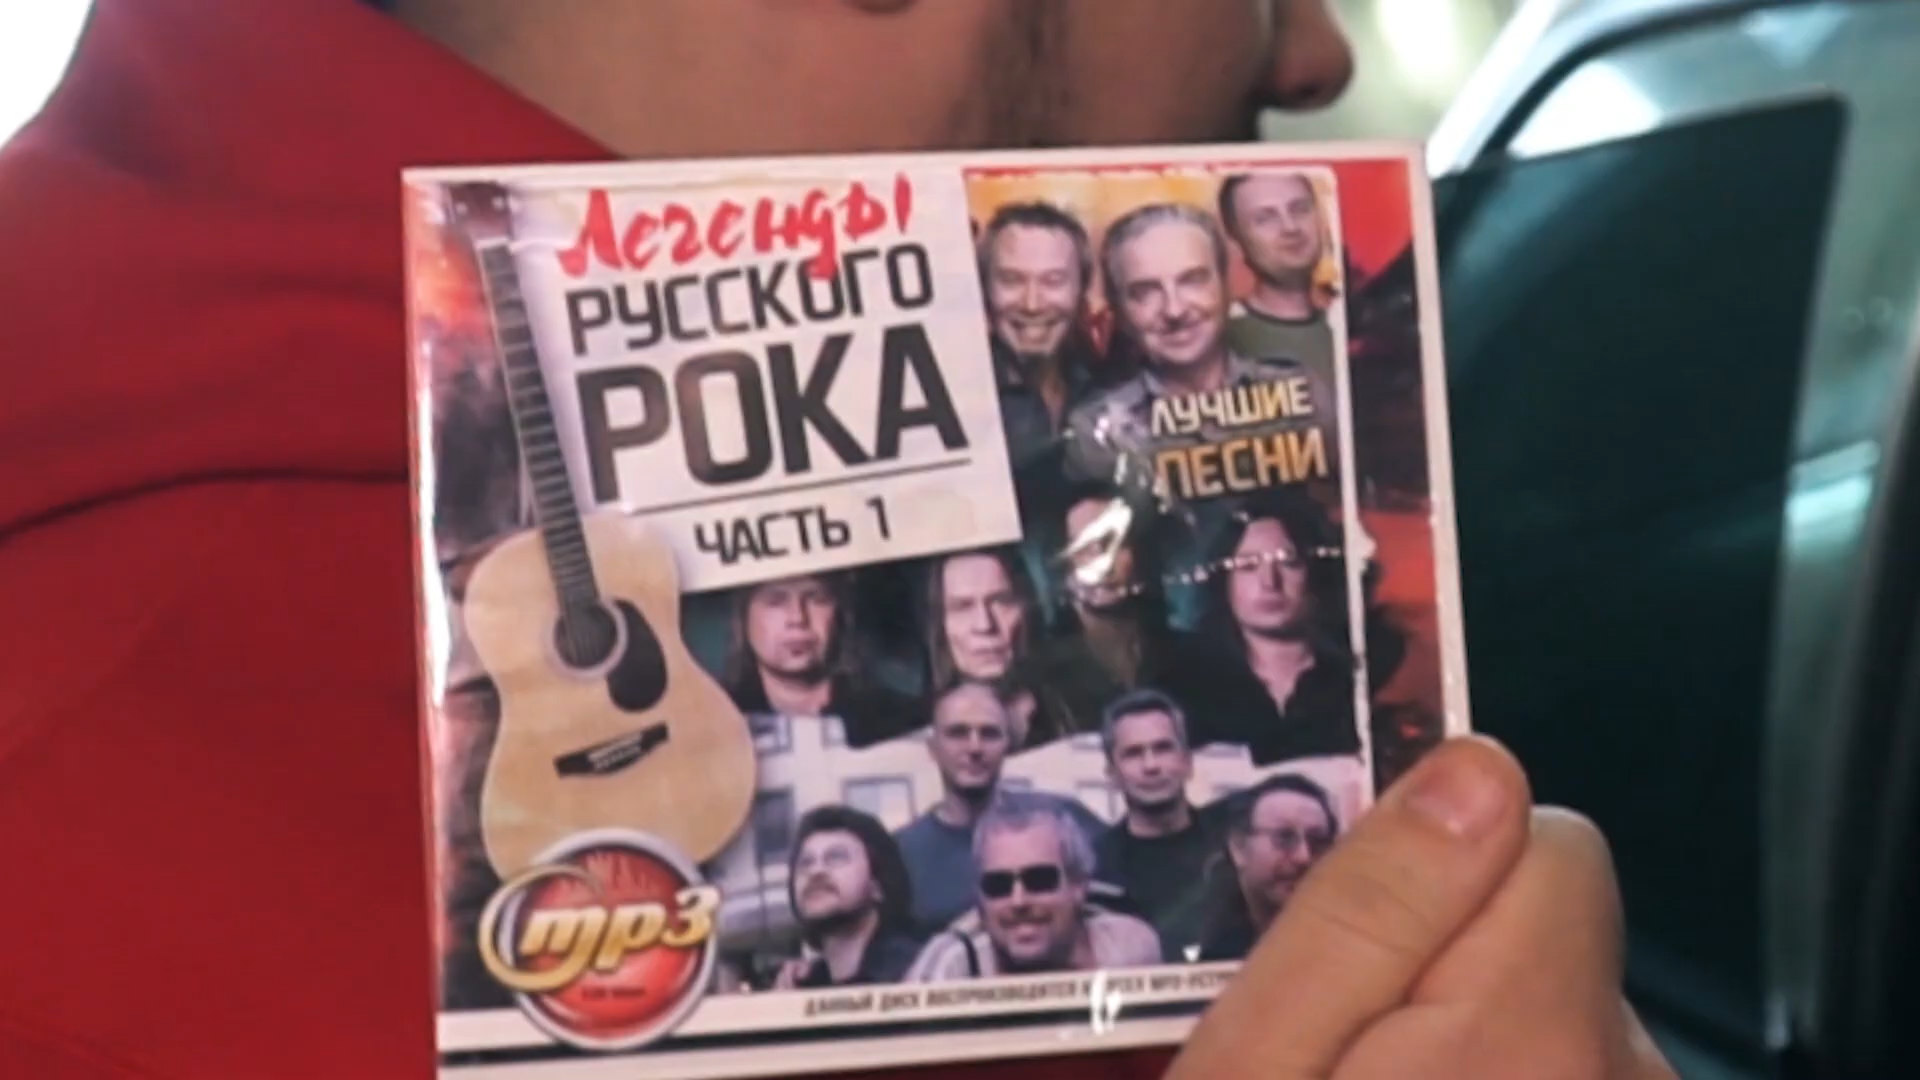 Легенды
РУССКОГО
РОКА
ЧАСТЬ 1
ЛУЧШИЕ
ПЕСНИ
mp3
ДАННЫЙ ДИСК ВОСПРОИЗВОДИТСЯ